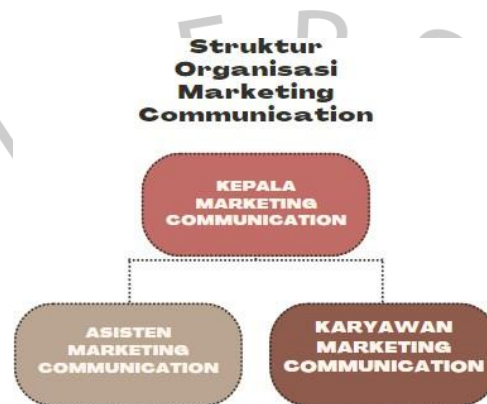 Struktur
Organisasi
Marketing
Communication
KEPALA
MARKETING
COMMUNICATION
ASISTEN
MARKETING
COMMUNICATION
KARYAWAN
MARKETING
COMMUNICATION